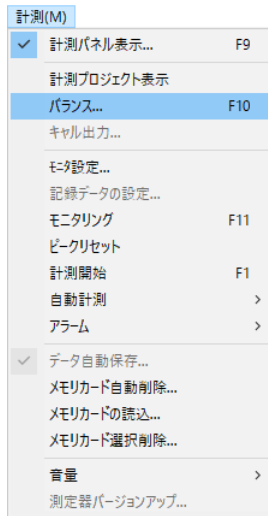 計測(M)
計測パネル表示... F9
計測プロジェクト表示
バランス... F10
キャル出力...
モニタ設定...
記録データの設定...
モニタリング F11
ピークリセット
計測開始 F1
自動計測
アラーム
データ自動保存...
メモリカード自動削除...
メモリカードの読込...
メモリカード選択削除...
音量
測定器バージョンアップ...